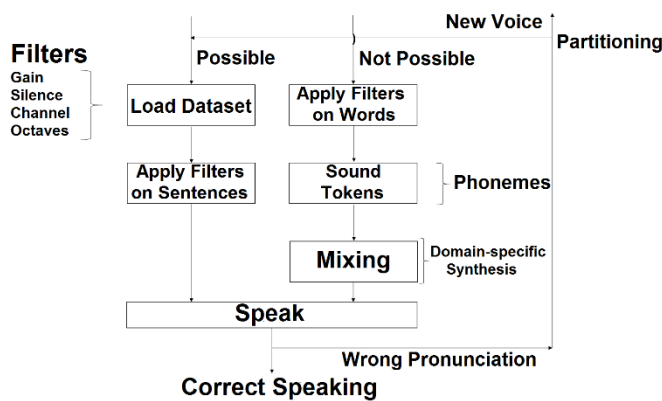 New Voice
Partitioning
Possible
Not Possible
Filters
Gain
Silence
Channel
Octaves
Load Dataset
Apply Filters
on Words
Apply Filters
on Sentences
Sound
Tokens
Phonemes
Mixing
Domain-specific
Synthesis
Speak
Wrong Pronunciation
Correct Speaking